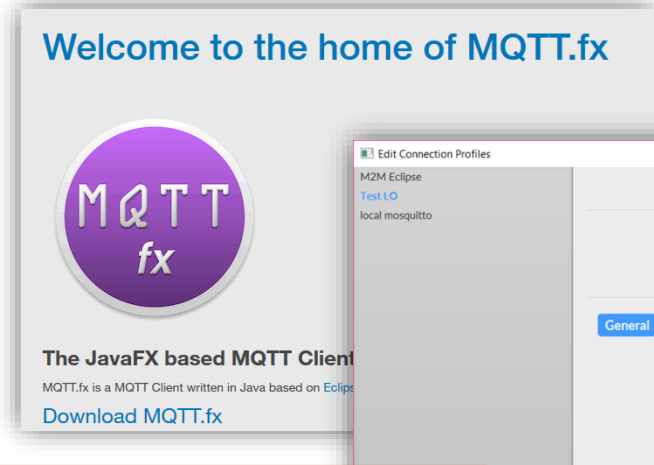 Welcome to the home of MQTT.fx
MQTT
fx
The JavaFX based MQTT Client
MQTT.fx is a MQTT Client written in Java based on
Download MQTT.fx
Edit Connection Profiles
M2M Eclipse
Test LO
local mosquitto
General